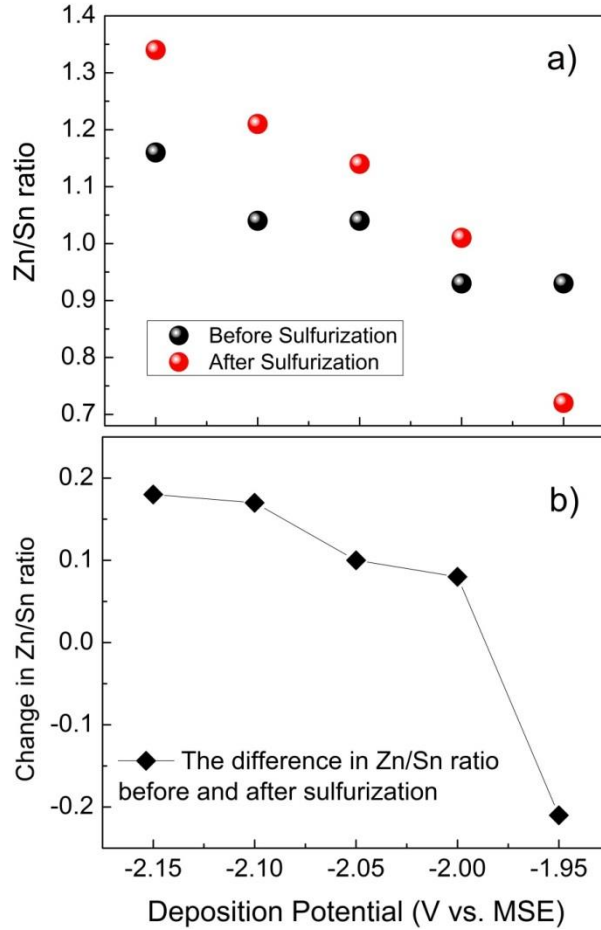 a)
Zn/Sn ratio
1.4
1.3
1.2
1.1
1.0
0.9
0.8
0.7
Before Sulfurization
After Sulfurization
b)
Change in Zn/Sn ratio
0.2
0.1
0.0
-0.1
-0.2
The difference in Zn/Sn ratio
before and after sulfurization
-2.15 -2.10 -2.05 -2.00 -1.95
Deposition Potential (V vs. MSE)